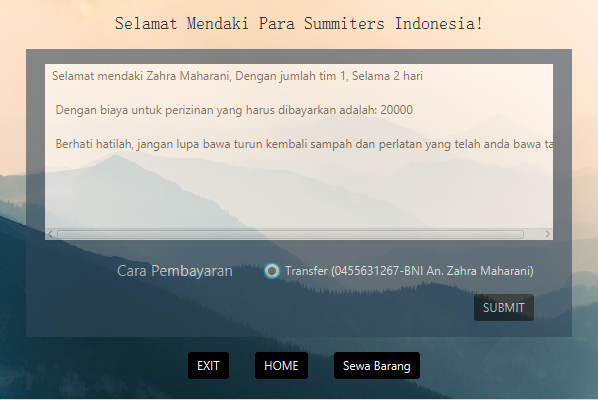 Selamat Mendaki Para Summiters Indonesia!
Selamat mendaki Zahra Maharani, Dengan jumlah tim 1, Selama 2 hari
Dengan biaya untuk perizinan yang harus dibayarkan adalah: 20000
Berhati hatilah, jangan lupa bawa turun kembali sampah dan perlatan yang telah anda bawa ta
Cara Pembayaran
Transfer (0455631267-BNI An. Zahra Maharani)
SUBMIT
EXIT HOME Sewa Barang